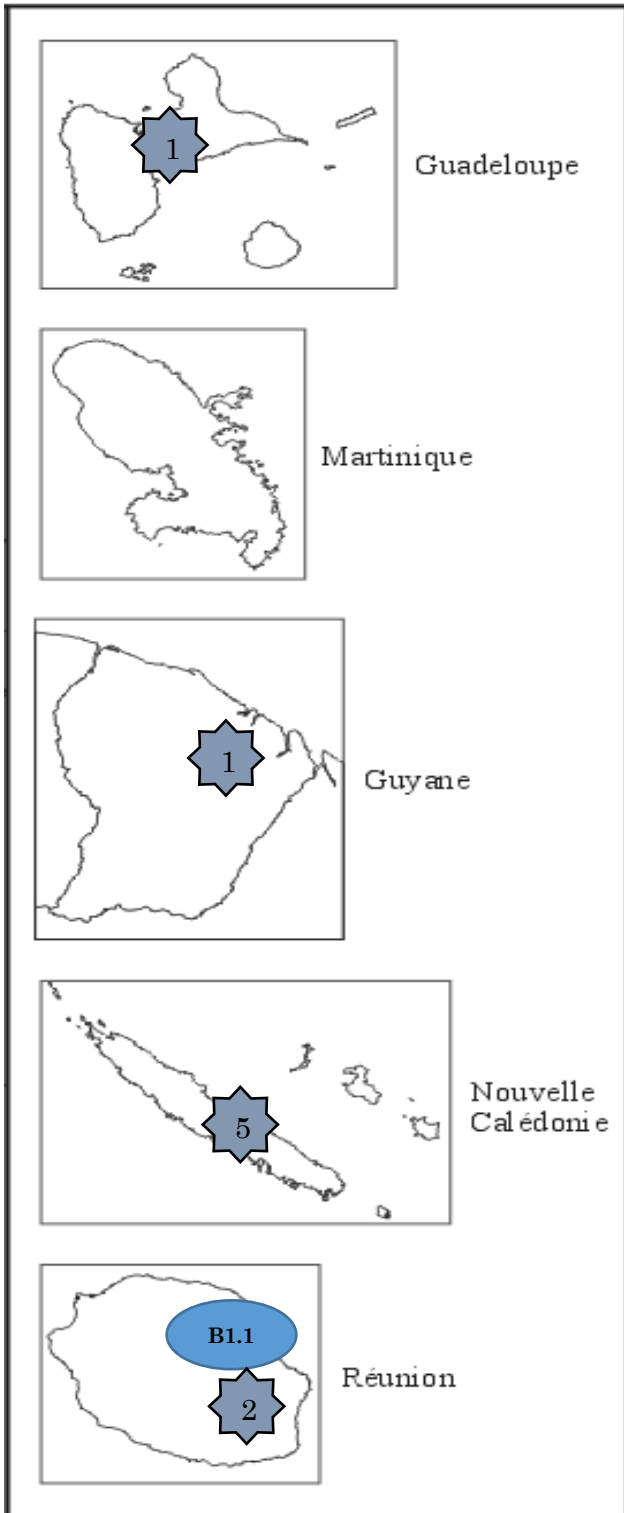 1
Guadeloupe
Martinique
1
Guyane
5
Nouvelle
Calédonie
B1.1
2
Réunion